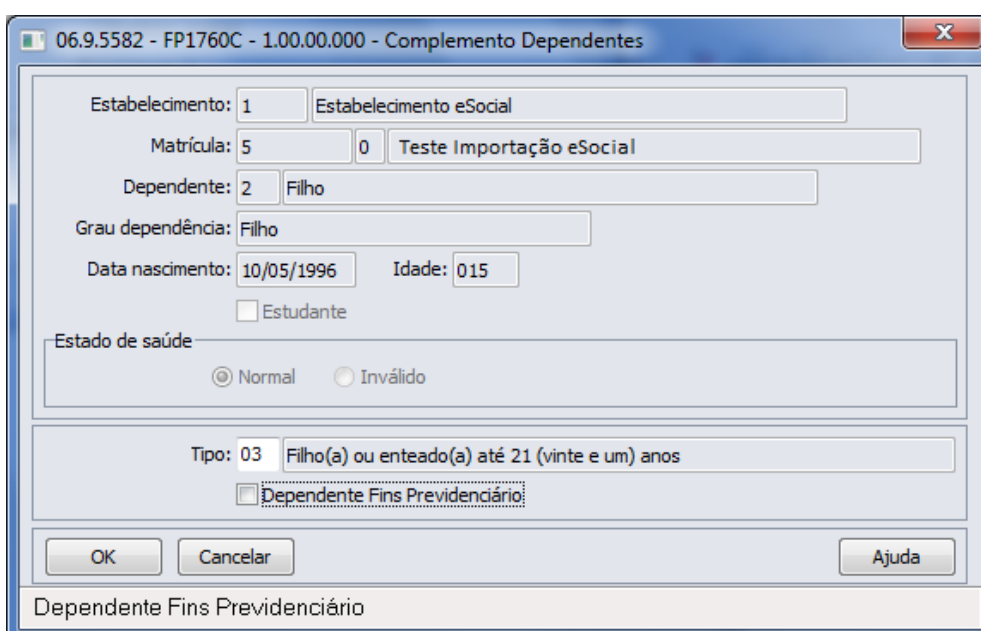 06.9.5582 - FP1760C - 1.00.00.000 - Complemento Dependentes
Estabelecimento: 1 Estabelecimento eSocial
Matrícula: 5 0 Teste Importação eSocial
Dependente: 2 Filho
Grau dependência: Filho
Data nascimento: 10/05/1996 Idade: 015
Estudante
Estado de saúde
Normal Inválido
Tipo: 03 Filho(a) ou enteado(a) até 21 (vinte e um) anos
Dependente Fins Previdenciário
OK Cancelar Ajuda
Dependente Fins Previdenciário